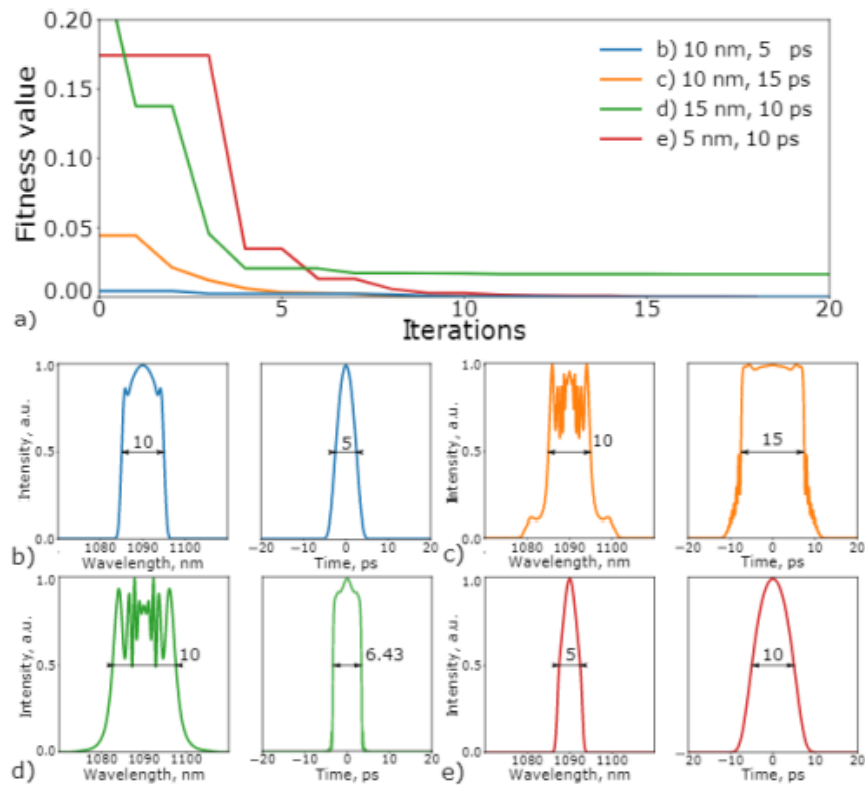 0.20
0.15
0.10
0.05
0.00
Fitness value
b) 10 nm, 5 ps
c) 10 nm, 15 ps
d) 15 nm, 10 ps
e) 5 nm, 10 ps
0 5 10 15 20
Iterations
a)
Intensity, a.u.
1.0
0.5
0.0
10
1080 1090 1100
Wavelength, nm
5
−20 −10 0 10 20
Time, ps
b)
Intensity, a.u.
1.0
0.5
0.0
10
1080 1090 1100
Wavelength, nm
15
−20 −10 0 10 20
Time, ps
c)
Intensity, a.u.
1.0
0.5
0.0
10
1080 1090 1100
Wavelength, nm
6.43
−20 −10 0 10 20
Time, ps
d)
Intensity, a.u.
1.0
0.5
0.0
5
1080 1090 1100
Wavelength, nm
10
−20 −10 0 10 20
Time, ps
e)